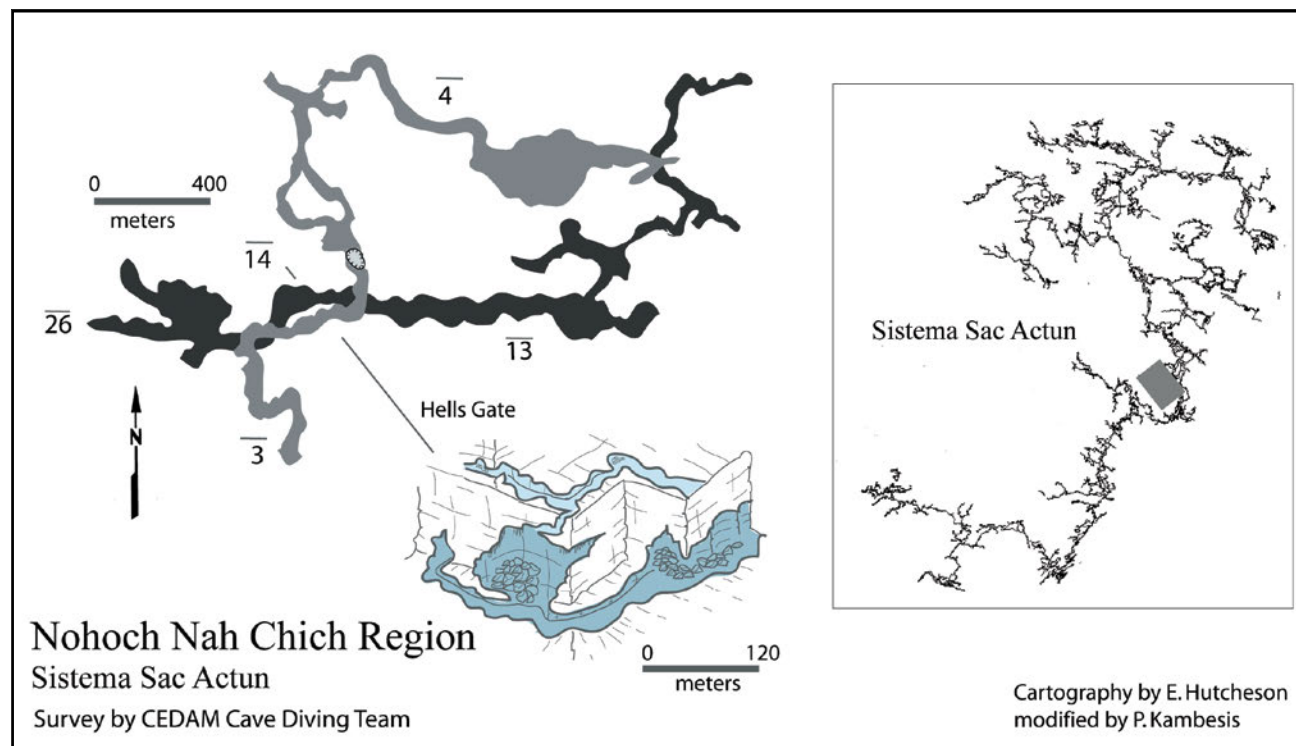 4
0 400
meters
14
26
13
N
3
Hells Gate
Sistema Sac Actun
0 120
meters
Nohoch Nah Chich Region
Sistema Sac Actun
Survey by CEDAM Cave Diving Team
Cartography by E. Hutcheson
modified by P. Kambesis